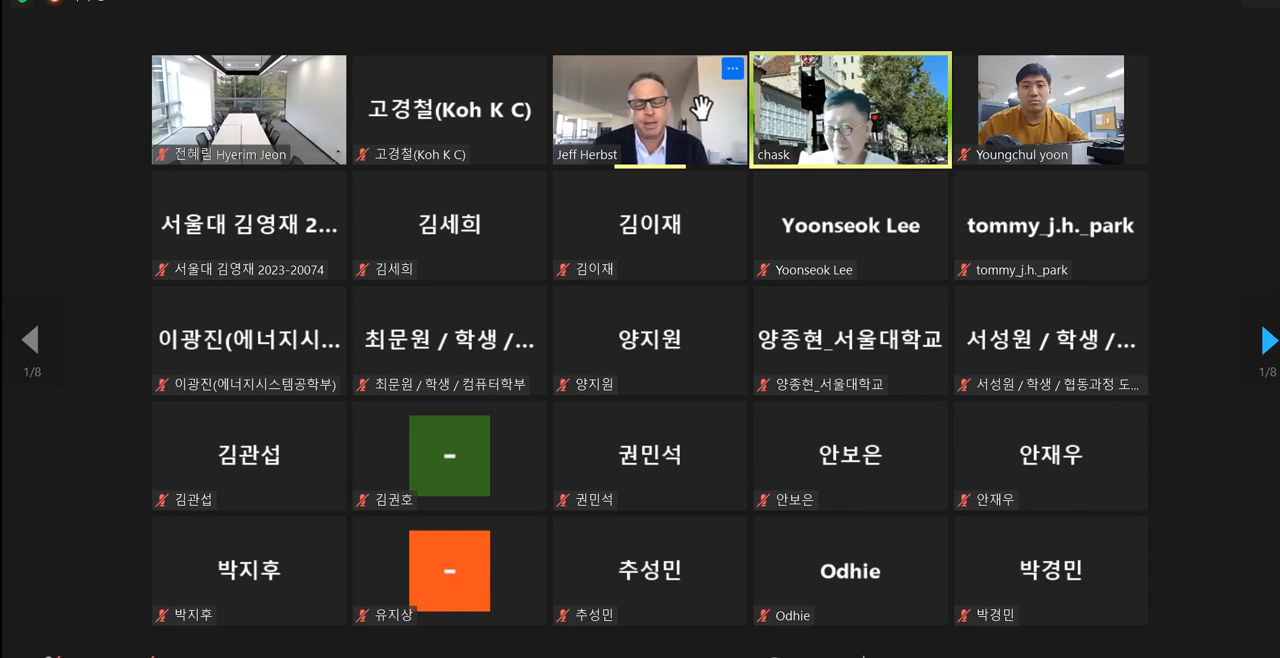 전혜림 Hyerim Jeon
고경철(Koh K C)
고경철(Koh K C)
Jeff Herbst
chask
Youngchul yoon
서울대 김영재 2...
서울대 김영재 2023-20074
김세희
김세희
김이재
김이재
Yoonseok Lee
Yoonseok Lee
tommy_j.h._park
tommy_j.h._park
1/8
이광진(에너지시...
이광진(에너지시스템공학부)
최문원 / 학생 /...
최문원 / 학생 / 컴퓨터학부
양지원
양지원
양종현_서울대학교
양종현_서울대학교
서성원 / 학생 /...
서성원 / 학생 / 협동과정 도...
1/8
김관섭
김관섭
-
김권호
권민석
권민석
안보은
안보은
안재우
안재우
박지후
박지후
-
유지상
추성민
추성민
Odhie
Odhie
박경민
박경민